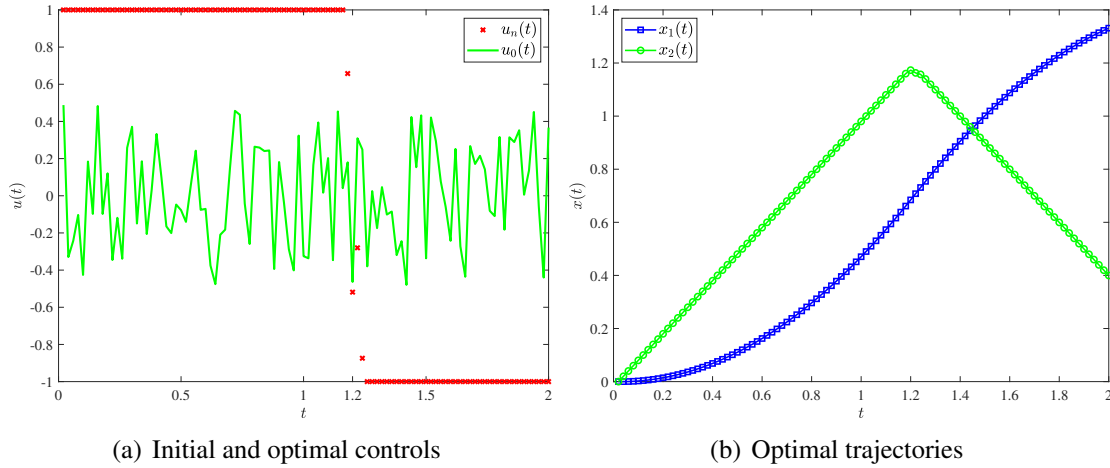 1
0.8
0.6
0.4
0.2
0
-0.2
-0.4
-0.6
-0.8
-1
u(t)
0 0.5 1 1.2 1.5 2
t
u_n(t)
u_0(t)
(a) Initial and optimal controls
1.4
1.2
1
0.8
0.6
0.4
0.2
0
x(t)
0 0.2 0.4 0.6 0.8 1.0 1.2 1.4 1.6 1.8 2
t
x_1(t)
x_2(t)
(b) Optimal trajectories